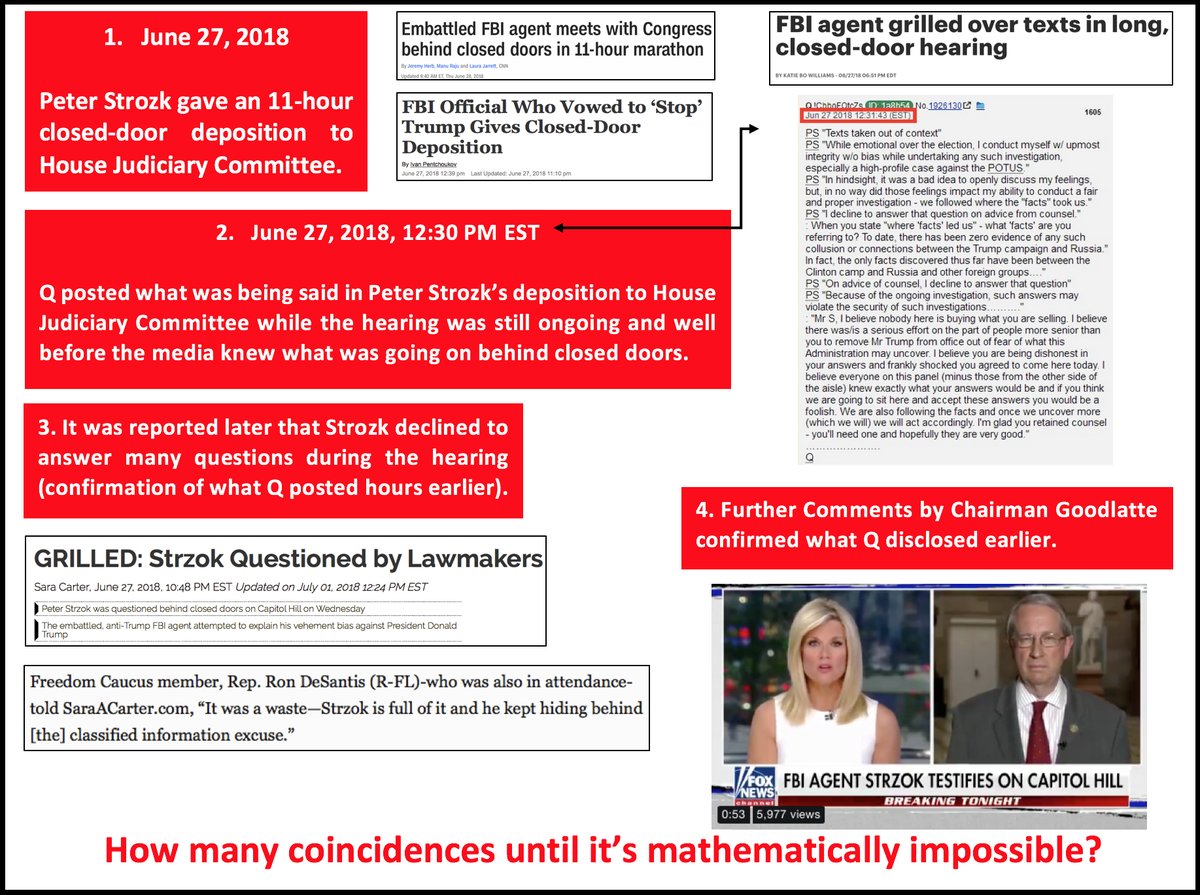 1. June 27, 2018
Peter Strozk gave an 11-hour
closed-door deposition to
House Judiciary Committee.
Embattled FBI agent meets with Congress
behind closed doors in 11-hour marathon
By Jeremy Herb, Manu Raju and Laura Jarrett, CNN
Updated 9:40 AM ET, Thu June 28, 2018
FBI Official Who Vowed to ‘Stop’
Trump Gives Closed-Door
Deposition
By Ivan Pentchoukov
June 27, 2018 12:39 pm Last Updated: June 27, 2018 11:10 pm
FBI agent grilled over texts in long,
closed-door hearing
BY KATIE BO WILLIAMS - 06/27/18 06:51 PM EDT
Q ID: 1a8b54 No.1926130
Jun 27 2018 12:31:43 (EST)
1605
PS "Texts taken out of context"
PS "While emotional over the election, I conduct myself w/ upmost
integrity w/o bias while undertaking any such investigation,
especially a high-profile case against the POTUS."
PS "In hindsight, it was a bad idea to openly discuss my feelings,
but, in no way did those feelings impact my ability to conduct a fair
and proper investigation - we followed where the "facts" took us."
PS "I decline to answer that question on advice from counsel."
: When you state "where 'facts' led us" - what 'facts' are you
referring to? To date, there has been zero evidence of any such
collusion or connections between the Trump campaign and Russia."
In fact, the only facts discovered thus far have been between the
Clinton camp and Russia and other foreign groups…."
PS "On advice of counsel, I decline to answer that question"
PS "Because of the ongoing investigation, such answers may
violate the security of such investigations………."
: "Mr S, I believe nobody here is buying what you are selling. I believe
there was/is a serious effort on the part of people more senior than
you to remove Mr Trump from office out of fear of what this
Administration may uncover. I believe you are being dishonest in
your answers and frankly shocked you agreed to come here today. I
believe everyone on this panel (minus those from the other side of
the aisle) knew exactly what your answers would be and if you think
we are going to sit here and accept these answers you would be a
foolish. We are also following the facts and once we uncover more
(which we will) we will act accordingly. I'm glad you retained counsel
- you'll need one and hopefully they are very good."
………………….
Q
2. June 27, 2018, 12:30 PM EST
Q posted what was being said in Peter Strozk’s deposition to House
Judiciary Committee while the hearing was still ongoing and well
before the media knew what was going on behind closed doors.
3. It was reported later that Strozk declined to
answer many questions during the hearing
(confirmation of what Q posted hours earlier).
4. Further Comments by Chairman Goodlatte
confirmed what Q disclosed earlier.
GRILLED: Strzok Questioned by Lawmakers
Sara Carter, June 27, 2018, 10:48 PM EST Updated on July 01, 2018 12:24 PM EST
Peter Strzok was questioned behind closed doors on Capitol Hill on Wednesday
The embattled, anti-Trump FBI agent attempted to explain his vehement bias against President Donald
Trump
Freedom Caucus member, Rep. Ron DeSantis (R-FL)-who was also in attendance-
told SaraACarter.com, “It was a waste—Strzok is full of it and he kept hiding behind
[the] classified information excuse.”
FOX
NEWS
channel
FBI AGENT STRZOK TESTIFIES ON CAPITOL HILL
BREAKING TONIGHT
0:53 5,977 views
How many coincidences until it’s mathematically impossible?